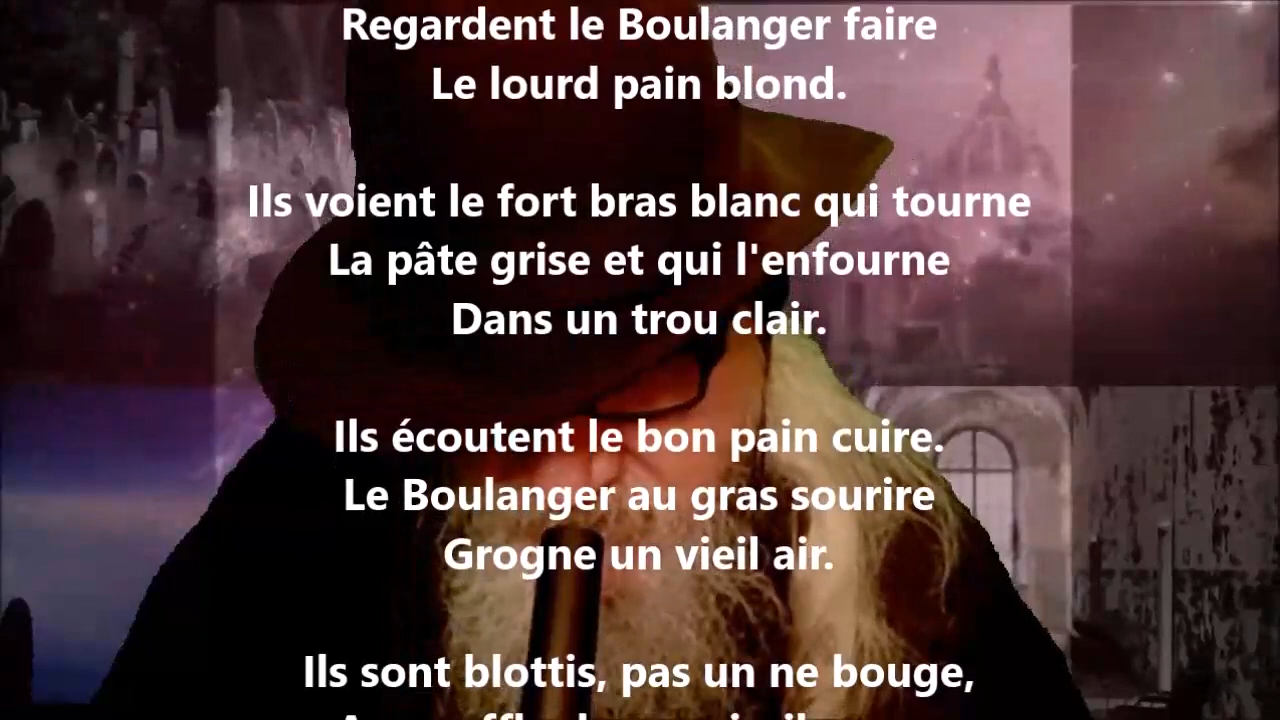 Regardent le Boulanger faire
Le lourd pain blond.
Ils voient le fort bras blanc qui tourne
La pâte grise et qui l'enfourne
Dans un trou clair.
Ils écoutent le bon pain cuire.
Le Boulanger au gras sourire
Grogne un vieil air.
Ils sont blottis, pas un ne bouge,